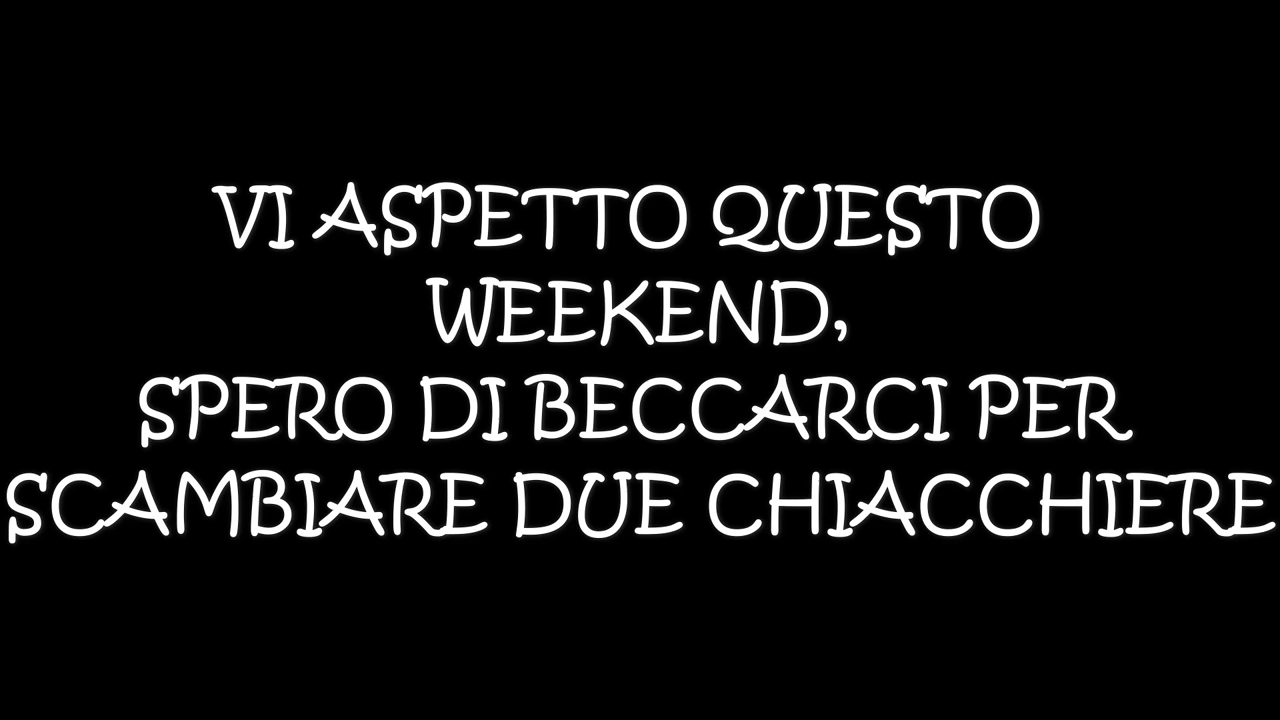 VI ASPETTO QUESTO
WEEKEND,
SPERO DI BECCARCI PER
SCAMBIARE DUE CHIACCHIERE